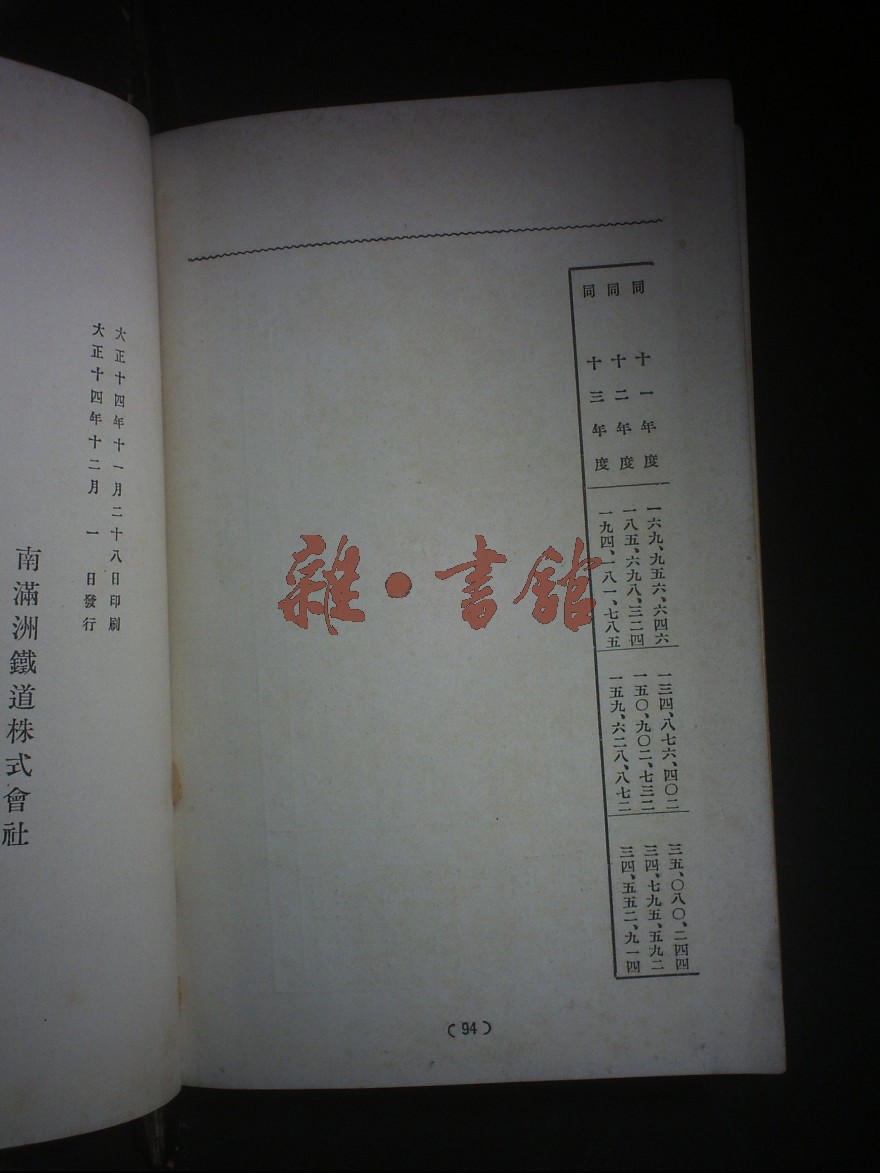 同 十一年度 一六九、九五六、六四六 一三四、八七六、四〇二 三五、〇八〇、二四四
同 十二年度 一八五、六九八、三二四 一五〇、九〇二、七三二 三四、七九五、五九二
同 十三年度 一九四、一八一、七八五 一五九、六二八、八七二 三四、五五二、九一四
(94)
雜・書館
大正十四年十一月二十八日印刷
大正十四年十二月一日發行
南滿洲鐵道株式會社